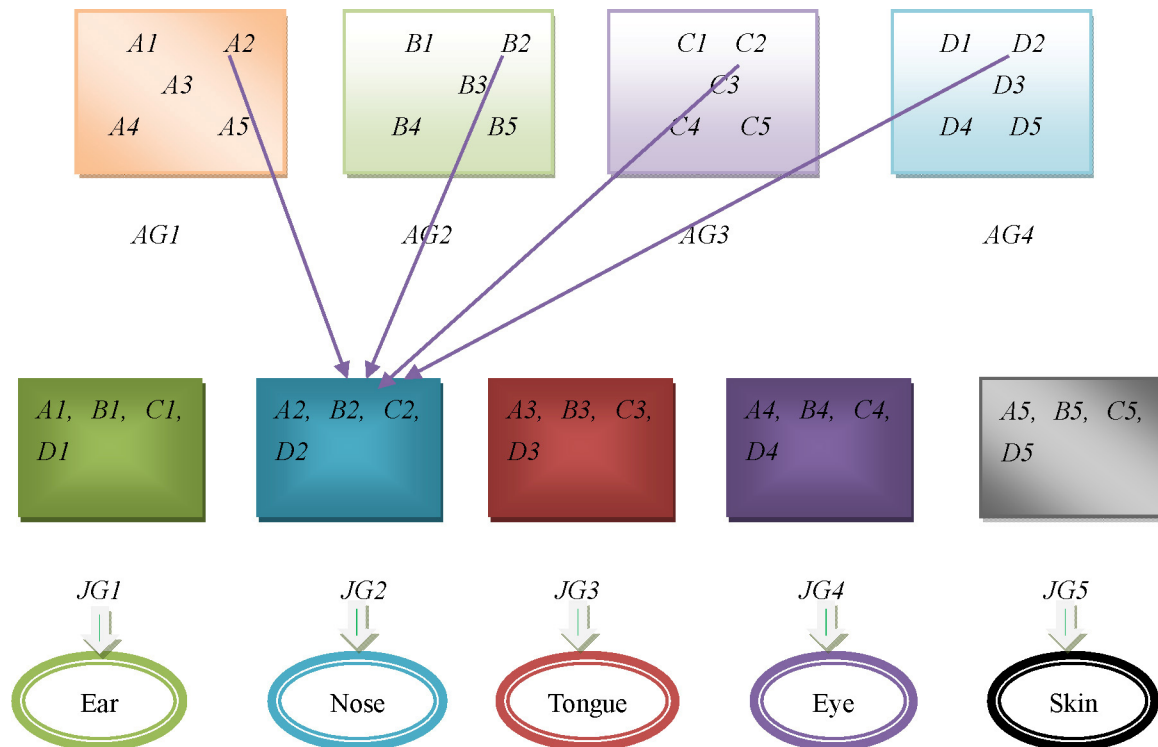 A1 A2
A3
A4 A5
B1 B2
B3
B4 B5
C1 C2
C3
C4 C5
D1 D2
D3
D4 D5
AG1 AG2 AG3 AG4
A1, B1, C1,
D1
A2, B2, C2,
D2
A3, B3, C3,
D3
A4, B4, C4,
D4
A5, B5, C5,
D5
JG1 JG2 JG3 JG4 JG5
Ear Nose Tongue Eye Skin